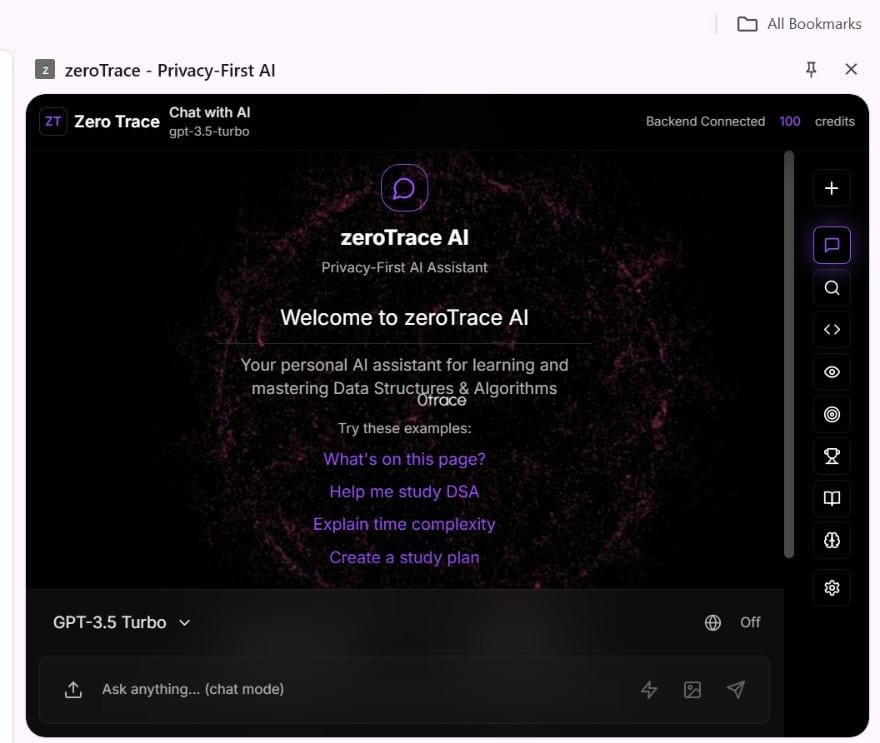 All Bookmarks
z zeroTrace - Privacy-First AI
ZT Zero Trace
Chat with AI
gpt-3.5-turbo
Backend Connected 100 credits
zeroTrace AI
Privacy-First AI Assistant
Welcome to zeroTrace AI
Your personal AI assistant for learning and
mastering Data Structures & Algorithms
0trace
Try these examples:
What's on this page?
Help me study DSA
Explain time complexity
Create a study plan
GPT-3.5 Turbo
Off
Ask anything... (chat mode)